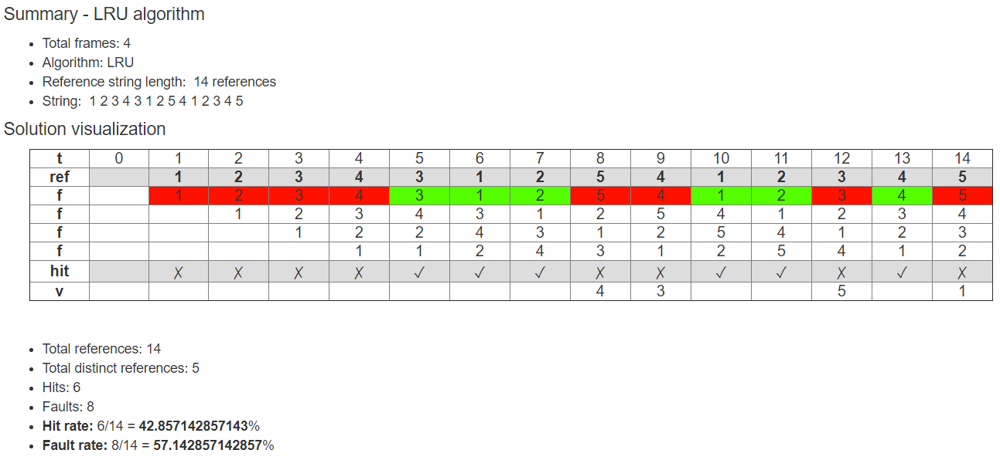 Summary - LRU algorithm
Total frames: 4
Algorithm: LRU
Reference string length:  14 references
String:  1 2 3 4 3 1 2 5 4 1 2 3 4 5
Solution visualization
t 0 1 2 3 4 5 6 7 8 9 10 11 12 13 14
ref 1 2 3 4 3 1 2 5 4 1 2 3 4 5
f 1 2 3 4 3 1 2 5 4 1 2 3 4 5
f 1 2 3 4 3 1 2 5 4 1 2 3 4
f 1 2 2 4 3 1 2 5 4 1 2 3
f 1 1 2 4 3 1 2 5 4 1 2
hit ✗ ✗ ✗ ✗ ✓ ✓ ✓ ✗ ✗ ✓ ✓ ✗ ✓ ✗
v 4 3 5 1
Total references: 14
Total distinct references: 5
Hits: 6
Faults: 8
Hit rate: 6/14 = 42.857142857143%
Fault rate: 8/14 = 57.142857142857%